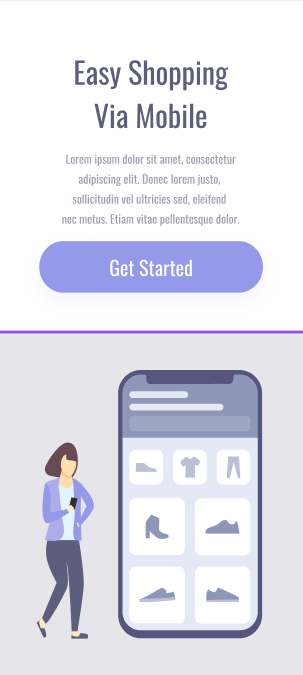 Easy Shopping
Via Mobile
Lorem ipsum dolor sit amet, consectetur
adipiscing elit. Donec lorem justo,
sollicitudin vel ultricies sed, eleifend
nec metus. Etiam vitae pellentesque dolor.
Get Started